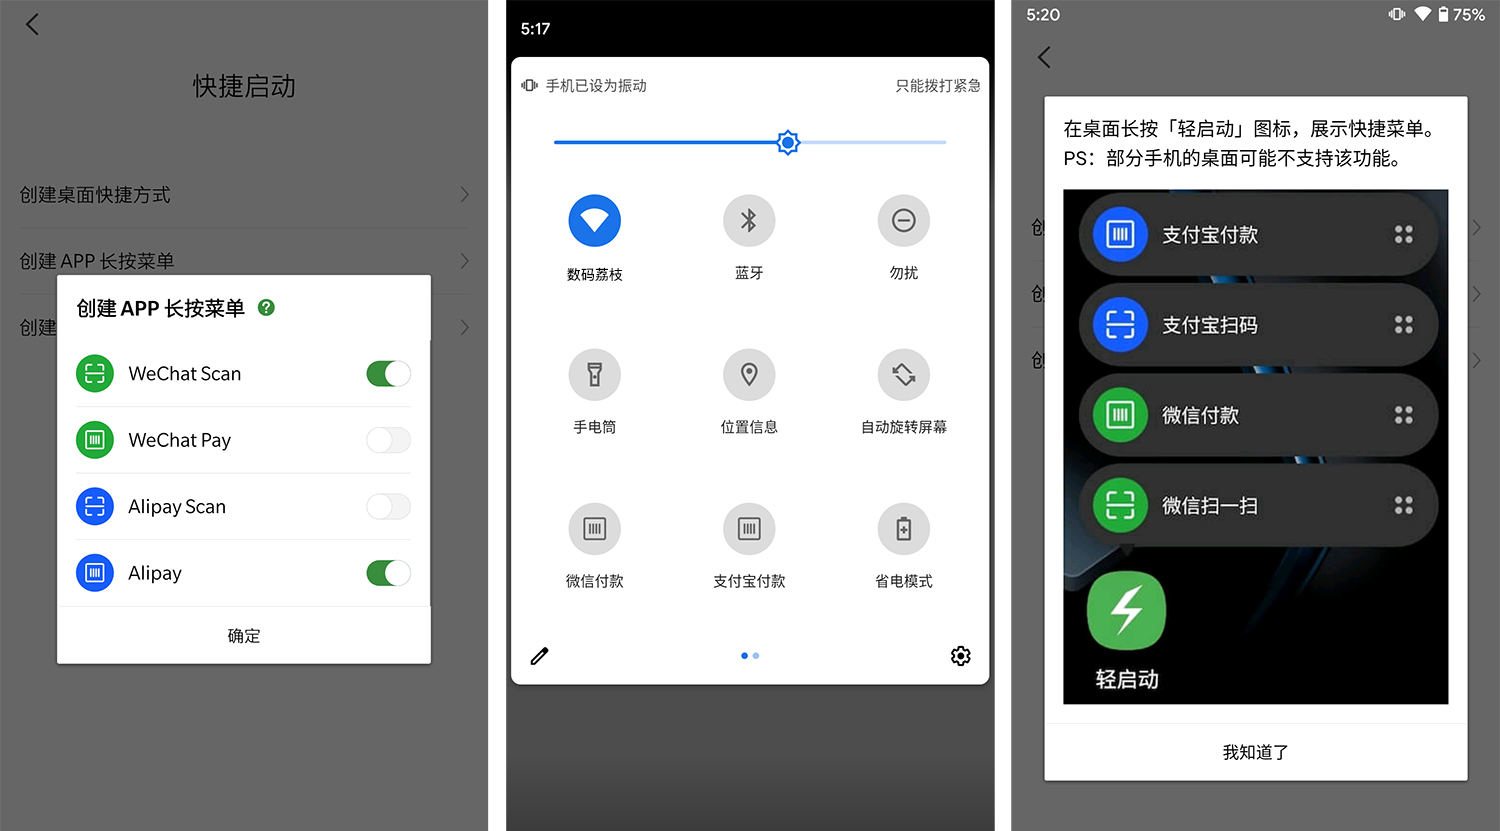 快捷启动
创建桌面快捷方式
创建 APP 长按菜单
创建
创建 APP 长按菜单
?
WeChat Scan
WeChat Pay
Alipay Scan
Alipay
确定
5:17
手机已设为振动
只能拨打紧急
数码荔枝
蓝牙
勿扰
手电筒
位置信息
自动旋转屏幕
微信付款
支付宝付款
省电模式
5:20
75%
在桌面长按「轻启动」图标，展示快捷菜单。
PS：部分手机的桌面可能不支持该功能。
支付宝付款
支付宝扫码
微信付款
微信扫一扫
轻启动
我知道了